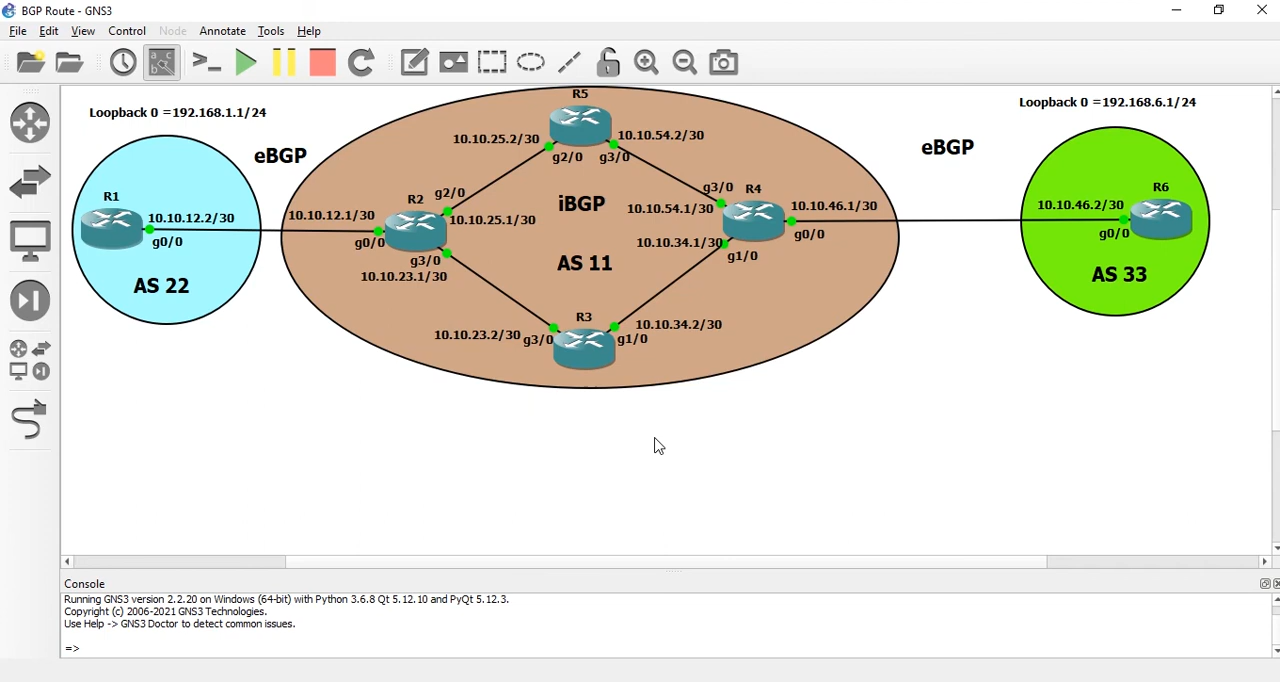 BGP Route - GNS3
File Edit View Control Node Annotate Tools Help
Loopback 0 =192.168.1.1/24
R5
Loopback 0 =192.168.6.1/24
10.10.25.2/30
10.10.54.2/30
eBGP
g2/0
g3/0
eBGP
R1
g2/0
R2
iBGP
g3/0
R4
R6
10.10.12.2/30
10.10.12.1/30
10.10.25.1/30
10.10.54.1/30
10.10.46.1/30
10.10.46.2/30
g0/0
g0/0
10.10.34.1/30
g0/0
g0/0
g3/0
AS 11
g1/0
AS 22
10.10.23.1/30
AS 33
R3
10.10.23.2/30
g3/0
g1/0
10.10.34.2/30
Console
Running GNS3 version 2.2.20 on Windows (64-bit) with Python 3.6.8 Qt 5.12.10 and PyQt 5.12.3.
Copyright (c) 2006-2021 GNS3 Technologies.
Use Help -> GNS3 Doctor to detect common issues.
=>